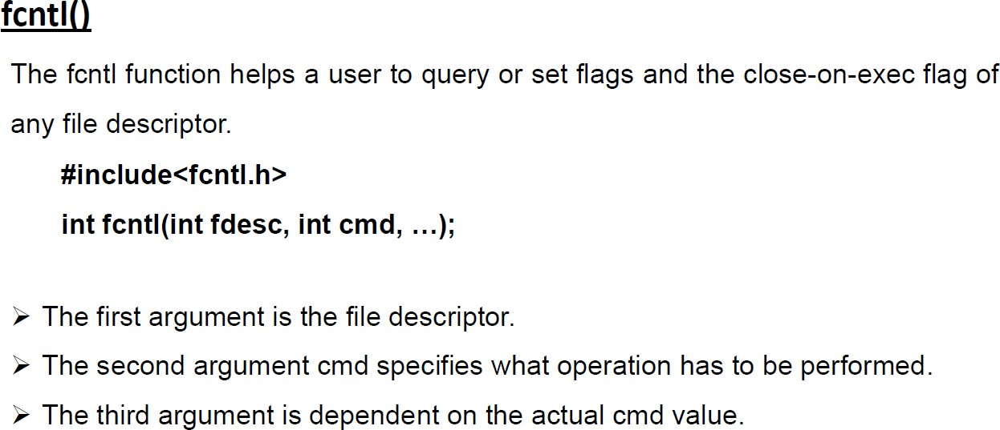 fcntl()
The fcntl function helps a user to query or set flags and the close-on-exec flag of
any file descriptor.
#include<fcntl.h>
int fcntl(int fdesc, int cmd, …);
➢ The first argument is the file descriptor.
➢ The second argument cmd specifies what operation has to be performed.
➢ The third argument is dependent on the actual cmd value.